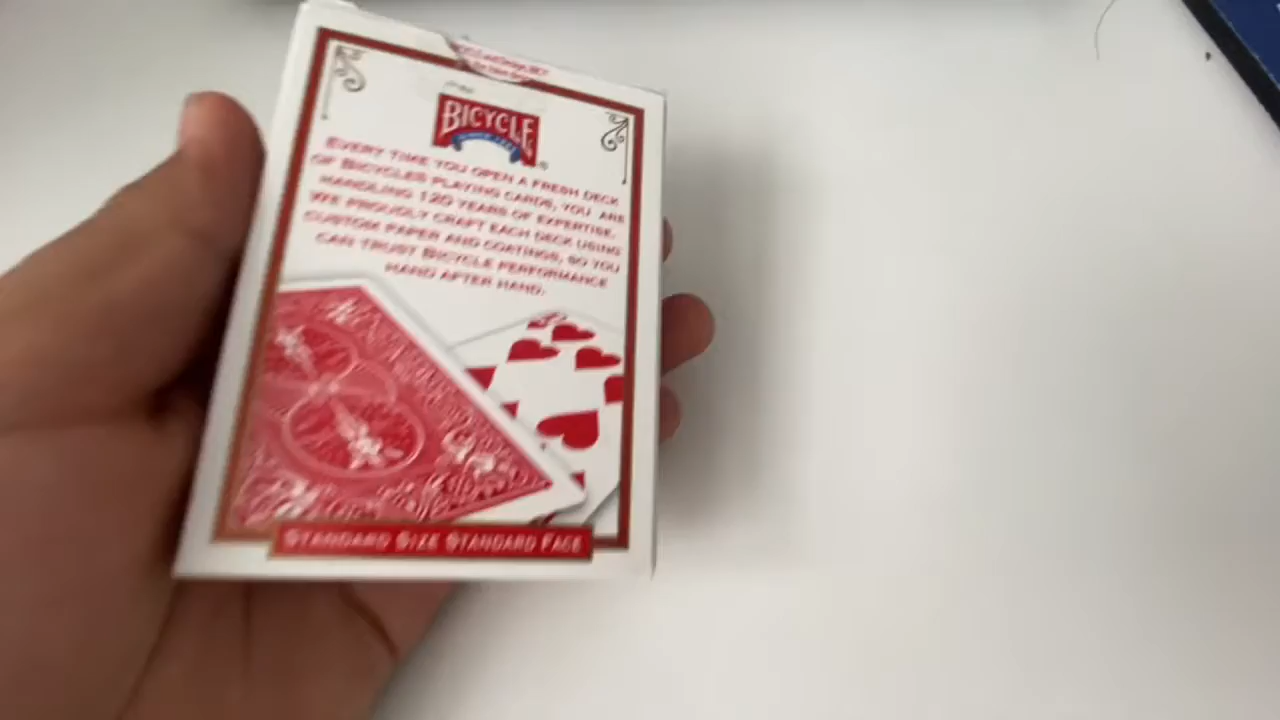 BICYCLE
®
EVERY TIME YOU OPEN A FRESH DECK
OF BICYCLE® PLAYING CARDS, YOU ARE
HANDLING 120 YEARS OF EXPERTISE.
WE PROUDLY CRAFT EACH DECK USING
CUSTOM PAPER AND COATINGS, SO YOU
CAN TRUST BICYCLE PERFORMANCE
HAND AFTER HAND.
STANDARD SIZE STANDARD FACE